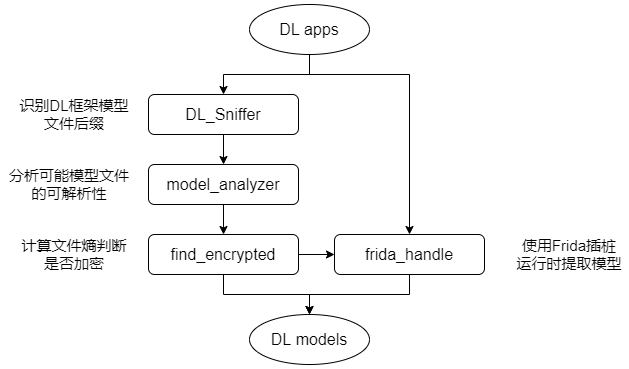 DL apps
识别DL框架模型
文件后缀
DL_Sniffer
分析可能模型文件
的可解析性
model_analyzer
计算文件熵判断
是否加密
find_encrypted
frida_handle
使用Frida插桩
运行时提取模型
DL models